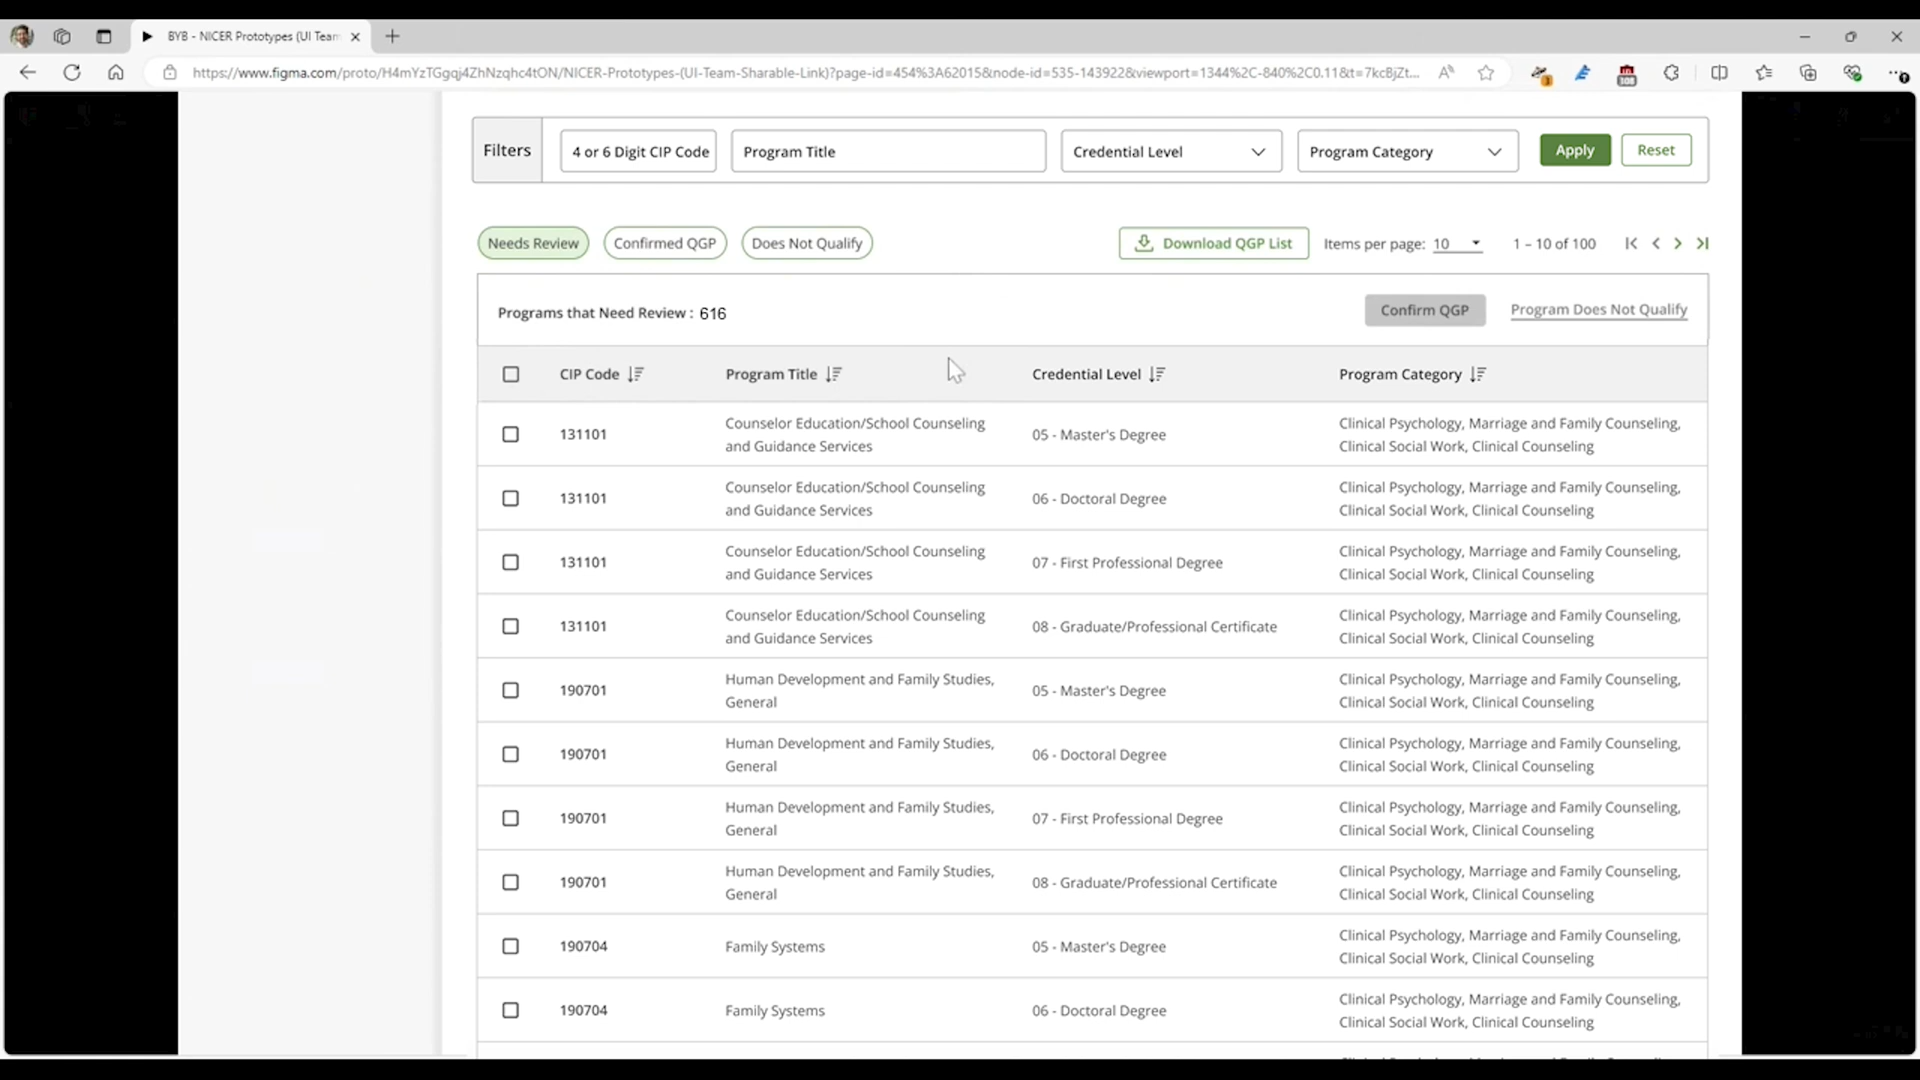 BYB - NICER Prototypes (UI Team
https://www.figma.com/proto/H4mYzTGgqj4ZhNzqhc4tON/NICER-Prototypes-(UI-Team-Sharable-Link)?page-id=454%3A62015&node-id=535-143922&viewport=1344%2C-840%2C0.11&t=7kcBjZt...
Filters
4 or 6 Digit CIP Code
Program Title
Credential Level
Program Category
Apply
Reset
Needs Review
Confirmed QGP
Does Not Qualify
Download QGP List
Items per page: 10
1 – 10 of 100
Programs that Need Review : 616
Confirm QGP
Program Does Not Qualify
CIP Code
Program Title
Credential Level
Program Category
131101
Counselor Education/School Counseling
and Guidance Services
05 - Master's Degree
Clinical Psychology, Marriage and Family Counseling,
Clinical Social Work, Clinical Counseling
131101
Counselor Education/School Counseling
and Guidance Services
06 - Doctoral Degree
Clinical Psychology, Marriage and Family Counseling,
Clinical Social Work, Clinical Counseling
131101
Counselor Education/School Counseling
and Guidance Services
07 - First Professional Degree
Clinical Psychology, Marriage and Family Counseling,
Clinical Social Work, Clinical Counseling
131101
Counselor Education/School Counseling
and Guidance Services
08 - Graduate/Professional Certificate
Clinical Psychology, Marriage and Family Counseling,
Clinical Social Work, Clinical Counseling
190701
Human Development and Family Studies,
General
05 - Master's Degree
Clinical Psychology, Marriage and Family Counseling,
Clinical Social Work, Clinical Counseling
190701
Human Development and Family Studies,
General
06 - Doctoral Degree
Clinical Psychology, Marriage and Family Counseling,
Clinical Social Work, Clinical Counseling
190701
Human Development and Family Studies,
General
07 - First Professional Degree
Clinical Psychology, Marriage and Family Counseling,
Clinical Social Work, Clinical Counseling
190701
Human Development and Family Studies,
General
08 - Graduate/Professional Certificate
Clinical Psychology, Marriage and Family Counseling,
Clinical Social Work, Clinical Counseling
190704
Family Systems
05 - Master's Degree
Clinical Psychology, Marriage and Family Counseling,
Clinical Social Work, Clinical Counseling
190704
Family Systems
06 - Doctoral Degree
Clinical Psychology, Marriage and Family Counseling,
Clinical Social Work, Clinical Counseling